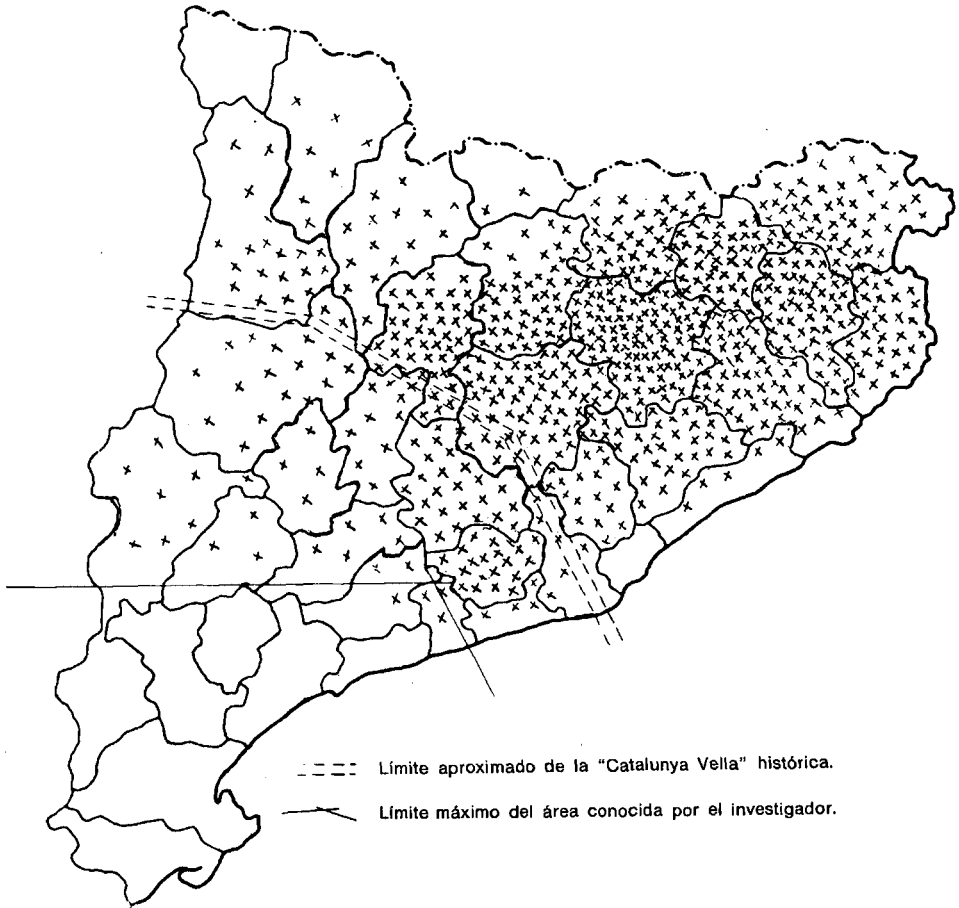 Límite aproximado de la "Catalunya Vella" histórica.
Límite máximo del área conocida por el investigador.